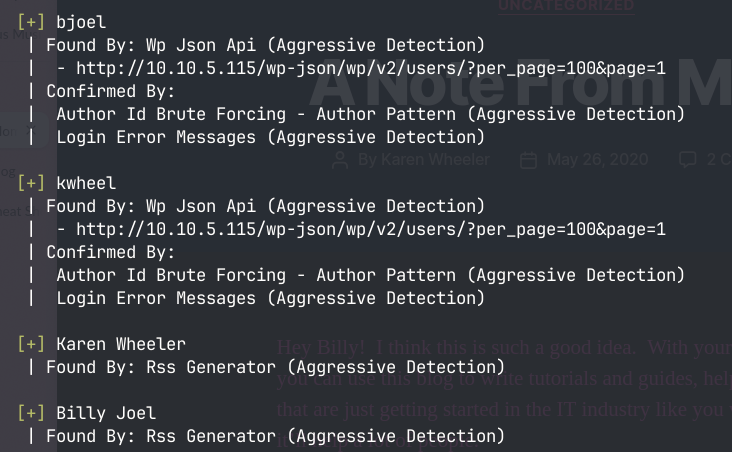 [+] bjoel
| Found By: Wp Json Api (Aggressive Detection)
|  - http://10.10.5.115/wp-json/wp/v2/users/?per_page=100&page=1
| Confirmed By:
|  Author Id Brute Forcing - Author Pattern (Aggressive Detection)
|  Login Error Messages (Aggressive Detection)
[+] kwheel
| Found By: Wp Json Api (Aggressive Detection)
|  - http://10.10.5.115/wp-json/wp/v2/users/?per_page=100&page=1
| Confirmed By:
|  Author Id Brute Forcing - Author Pattern (Aggressive Detection)
|  Login Error Messages (Aggressive Detection)
[+] Karen Wheeler
| Found By: Rss Generator (Aggressive Detection)
[+] Billy Joel
| Found By: Rss Generator (Aggressive Detection)
UNCATEGORIZED
A Note From M
By Karen Wheeler May 26, 2020 2 C
Hey Billy! I think this is such a good idea. With your
you can use this blog to write tutorials and guides, hel
that are just getting started in the IT industry like you